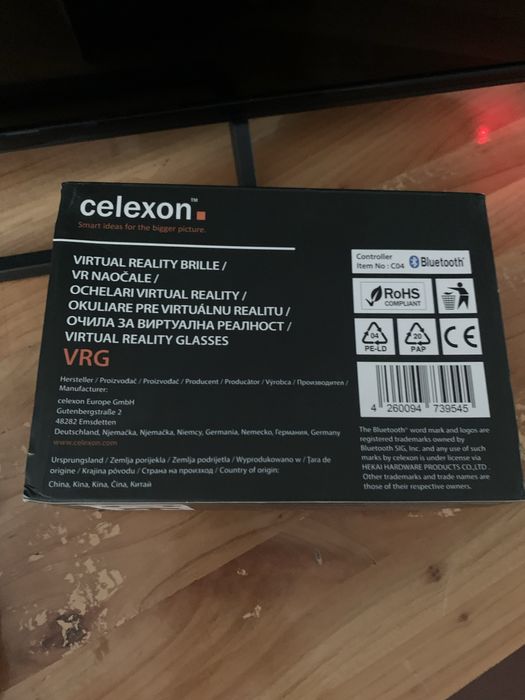 celexon™
Smart ideas for the bigger picture.
VIRTUAL REALITY BRILLE /
VR NAOČALE /
OCHELARI VIRTUAL REALITY /
OKULIARE PRE VIRTUÁLNU REALITU /
ОЧИЛА ЗА ВИРТУАЛНА РЕАЛНОСТ /
VIRTUAL REALITY GLASSES
VRG
Hersteller / Proizvođač / Proizvođač / Producent / Producător / Výrobca / Производител /
Manufacturer:
celexon Europe GmbH
Gutenbergstraße 2
48282 Emsdetten
Deutschland, Njemačka, Njemačka, Niemcy, Germania, Nemecko, Германия, Germany
www.celexon.com
Ursprungsland / Zemlja porijekla / Zemlja podrijetla / Wyprodukowano w / Țara de
origine / Krajina pôvodu / Страна на произход / Country of origin:
China, Kina, Kina, Čína, Китай
Controller
Item No : C04
Bluetooth®
RoHS
COMPLIANT
04
PE-LD
20
PAP
CE
4 260094 739545
The Bluetooth® word mark and logos are
registered trademarks owned by
Bluetooth SIG, Inc. and any use of such
marks by celexon is under license via
HEKAI HARDWARE PRODUCTS CO.,LTD .
Other trademarks and trade names are
those of their respective owners.